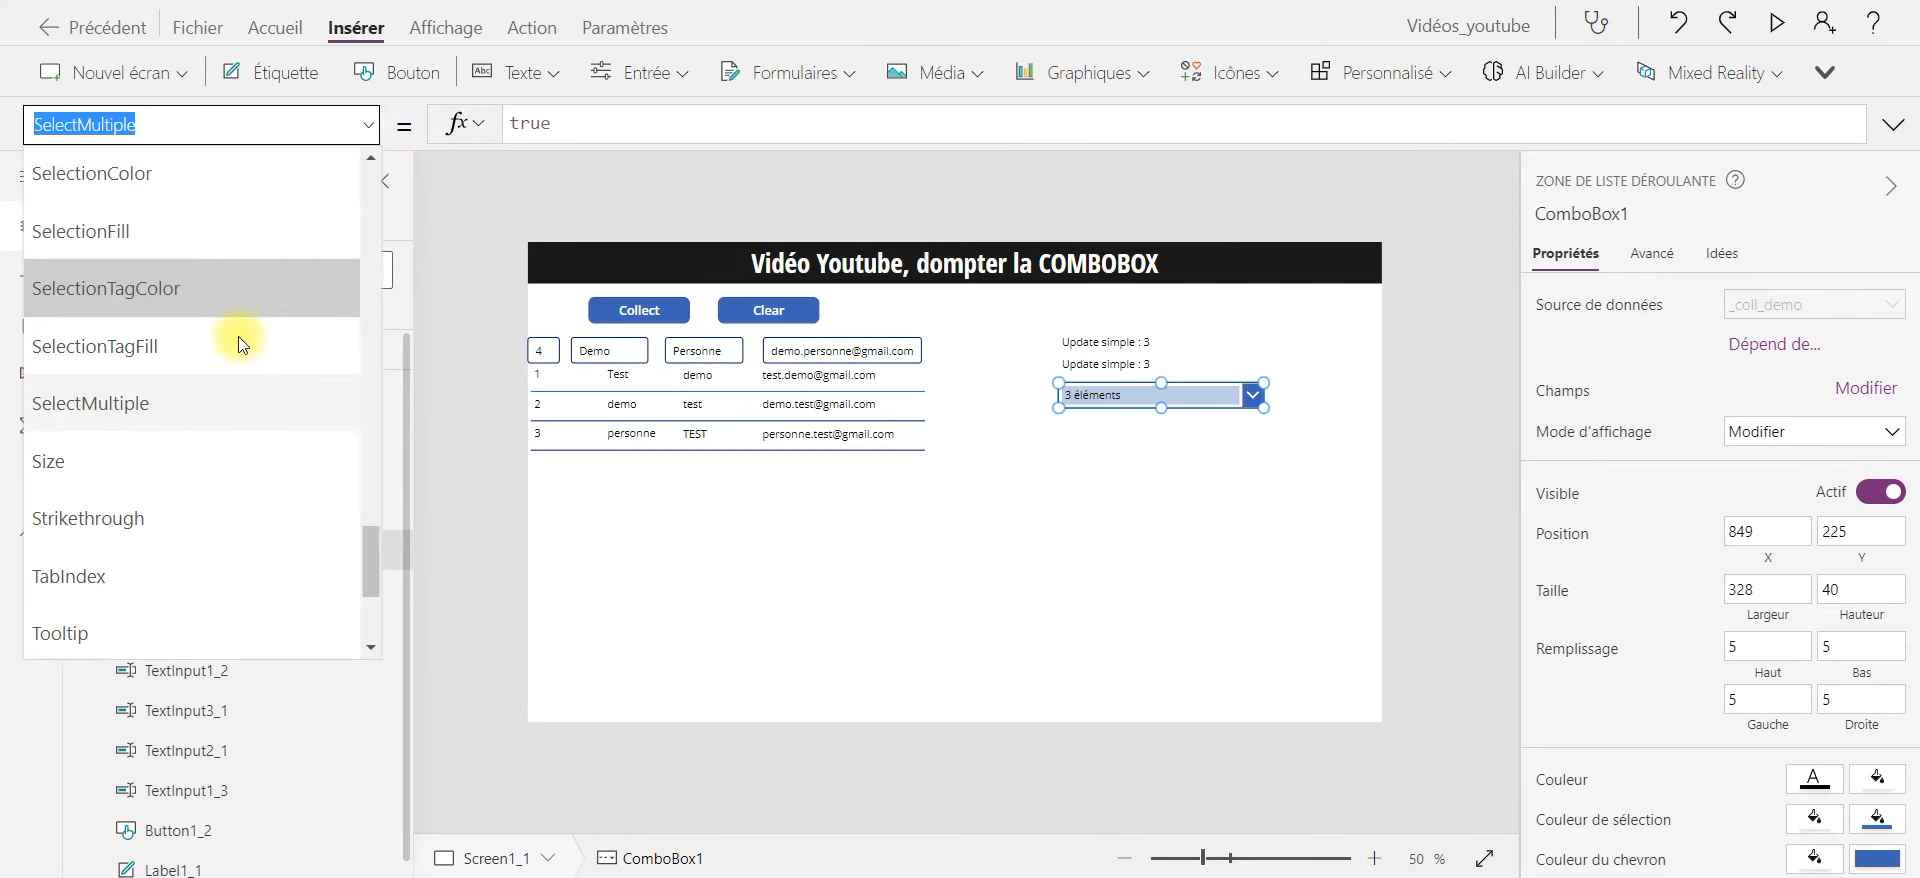 Précédent Fichier Accueil Insérer Affichage Action Paramètres Vidéos_youtube
Nouvel écran Étiquette Bouton Abc Texte Entrée Formulaires Média Graphiques Icônes Personnalisé AI Builder Mixed Reality
SelectMultiple = fx true
SelectionColor
SelectionFill
SelectionTagColor
SelectionTagFill
SelectMultiple
Size
Strikethrough
TabIndex
Tooltip
TextInput1_2
TextInput3_1
TextInput2_1
TextInput1_3
Button1_2
Label1_1
Vidéo Youtube, dompter la COMBOBOX
Collect Clear
4 Demo Personne demo.personne@gmail.com
1 Test demo test.demo@gmail.com
2 demo test demo.test@gmail.com
3 personne TEST personne.test@gmail.com
Update simple : 3
Update simple : 3
3 éléments
Screen1_1 ComboBox1 50 %
ZONE DE LISTE DÉROULANTE
ComboBox1
Propriétés Avancé Idées
Source de données _coll_demo
Dépend de...
Champs Modifier
Mode d'affichage Modifier
Visible Actif
Position 849 225
X Y
Taille 328 40
Largeur Hauteur
Remplissage 5 5
Haut Bas
5 5
Gauche Droite
Couleur A
Couleur de sélection
Couleur du chevron